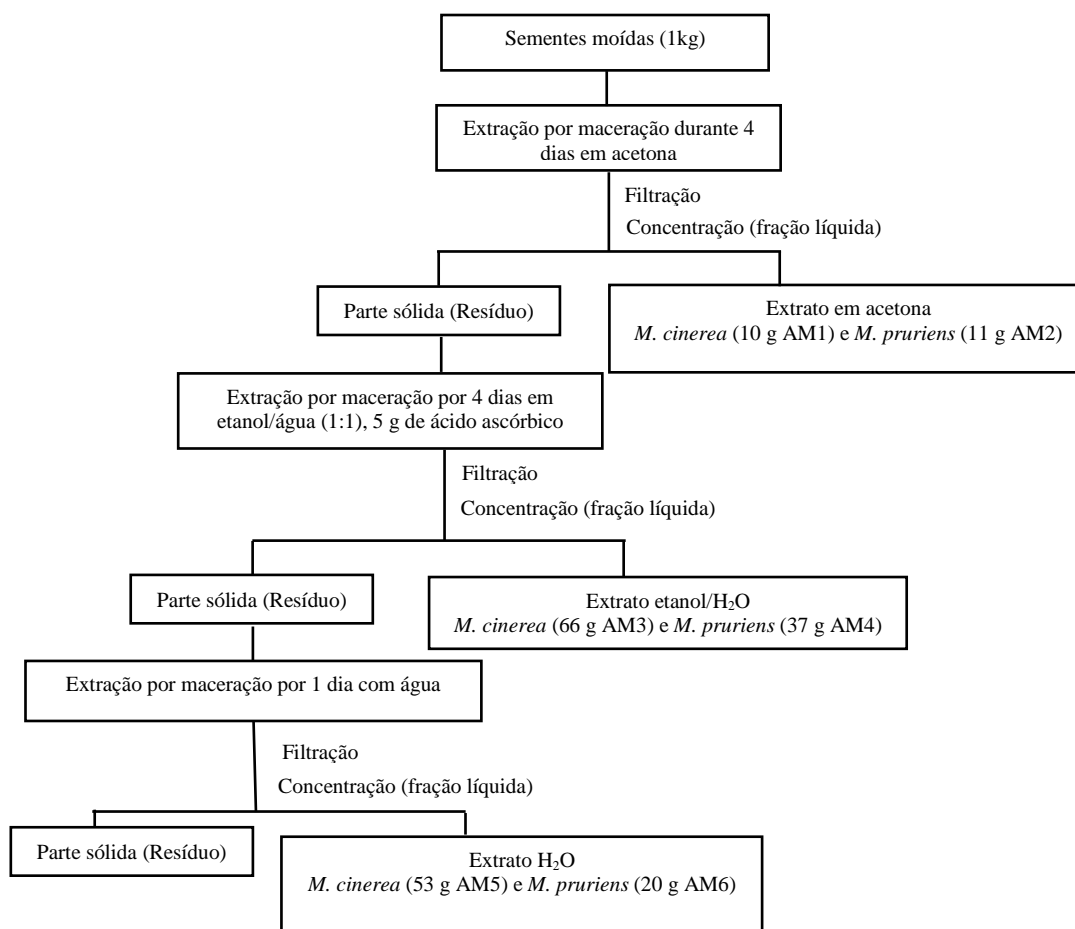 Sementes moídas (1kg)
Extração por maceração durante 4
dias em acetona
Filtração
Concentração (fração líquida)
Parte sólida (Resíduo)
Extrato em acetona
M. cinerea (10 g AM1) e M. pruriens (11 g AM2)
Extração por maceração por 4 dias em
etanol/água (1:1), 5 g de ácido ascórbico
Filtração
Concentração (fração líquida)
Parte sólida (Resíduo)
Extrato etanol/H₂O
M. cinerea (66 g AM3) e M. pruriens (37 g AM4)
Extração por maceração por 1 dia com água
Filtração
Concentração (fração líquida)
Parte sólida (Resíduo)
Extrato H₂O
M. cinerea (53 g AM5) e M. pruriens (20 g AM6)